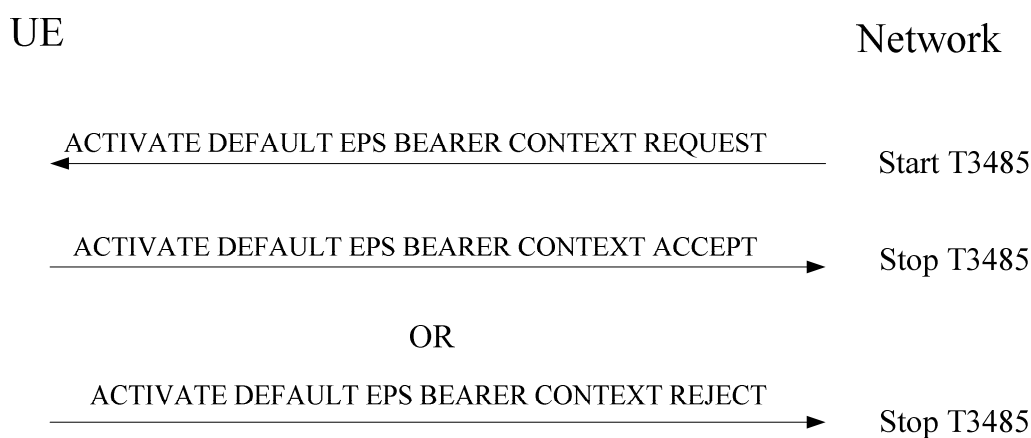 UE
Network
ACTIVATE DEFAULT EPS BEARER CONTEXT REQUEST
Start T3485
ACTIVATE DEFAULT EPS BEARER CONTEXT ACCEPT
Stop T3485
OR
ACTIVATE DEFAULT EPS BEARER CONTEXT REJECT
Stop T3485